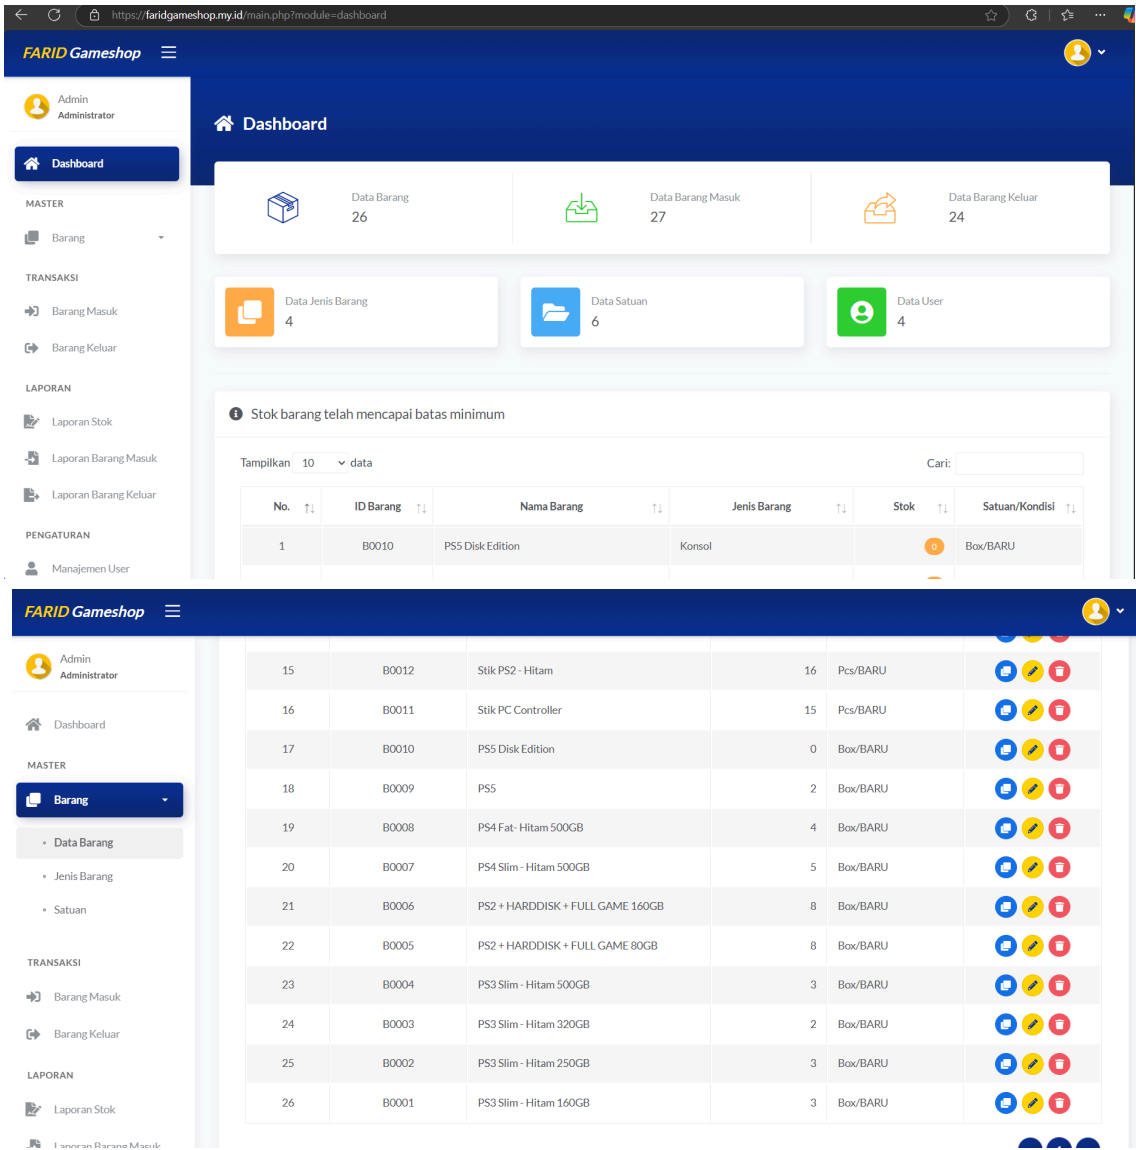 https://faridgameshop.my.id/main.php?module=dashboard
FARID Gameshop
Admin
Administrator
Dashboard
MASTER
Barang
TRANSAKSI
Barang Masuk
Barang Keluar
LAPORAN
Laporan Stok
Laporan Barang Masuk
Laporan Barang Keluar
PENGATURAN
Manajemen User
Dashboard
Data Barang
26
Data Barang Masuk
27
Data Barang Keluar
24
Data Jenis Barang
4
Data Satuan
6
Data User
4
Stok barang telah mencapai batas minimum
Tampilkan 10 data Cari:
No. ID Barang Nama Barang Jenis Barang Stok Satuan/Kondisi
1 B0010 PS5 Disk Edition Konsol 0 Box/BARU
FARID Gameshop
Admin
Administrator
Dashboard
MASTER
Barang
Data Barang
Jenis Barang
Satuan
TRANSAKSI
Barang Masuk
Barang Keluar
LAPORAN
Laporan Stok
Laporan Barang Masuk
15 B0012 Stik PS2 - Hitam 16 Pcs/BARU
16 B0011 Stik PC Controller 15 Pcs/BARU
17 B0010 PS5 Disk Edition 0 Box/BARU
18 B0009 PS5 2 Box/BARU
19 B0008 PS4 Fat- Hitam 500GB 4 Box/BARU
20 B0007 PS4 Slim - Hitam 500GB 5 Box/BARU
21 B0006 PS2 + HARDDISK + FULL GAME 160GB 8 Box/BARU
22 B0005 PS2 + HARDDISK + FULL GAME 80GB 8 Box/BARU
23 B0004 PS3 Slim - Hitam 500GB 3 Box/BARU
24 B0003 PS3 Slim - Hitam 320GB 2 Box/BARU
25 B0002 PS3 Slim - Hitam 250GB 3 Box/BARU
26 B0001 PS3 Slim - Hitam 160GB 3 Box/BARU